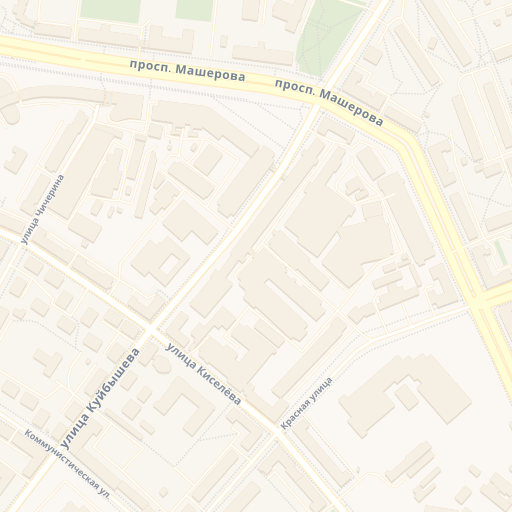 просп. Машерова
просп. Машерова
улица Чичерина
улица Куйбышева
улица Киселёва
Красная улица
Коммунистическая ул.